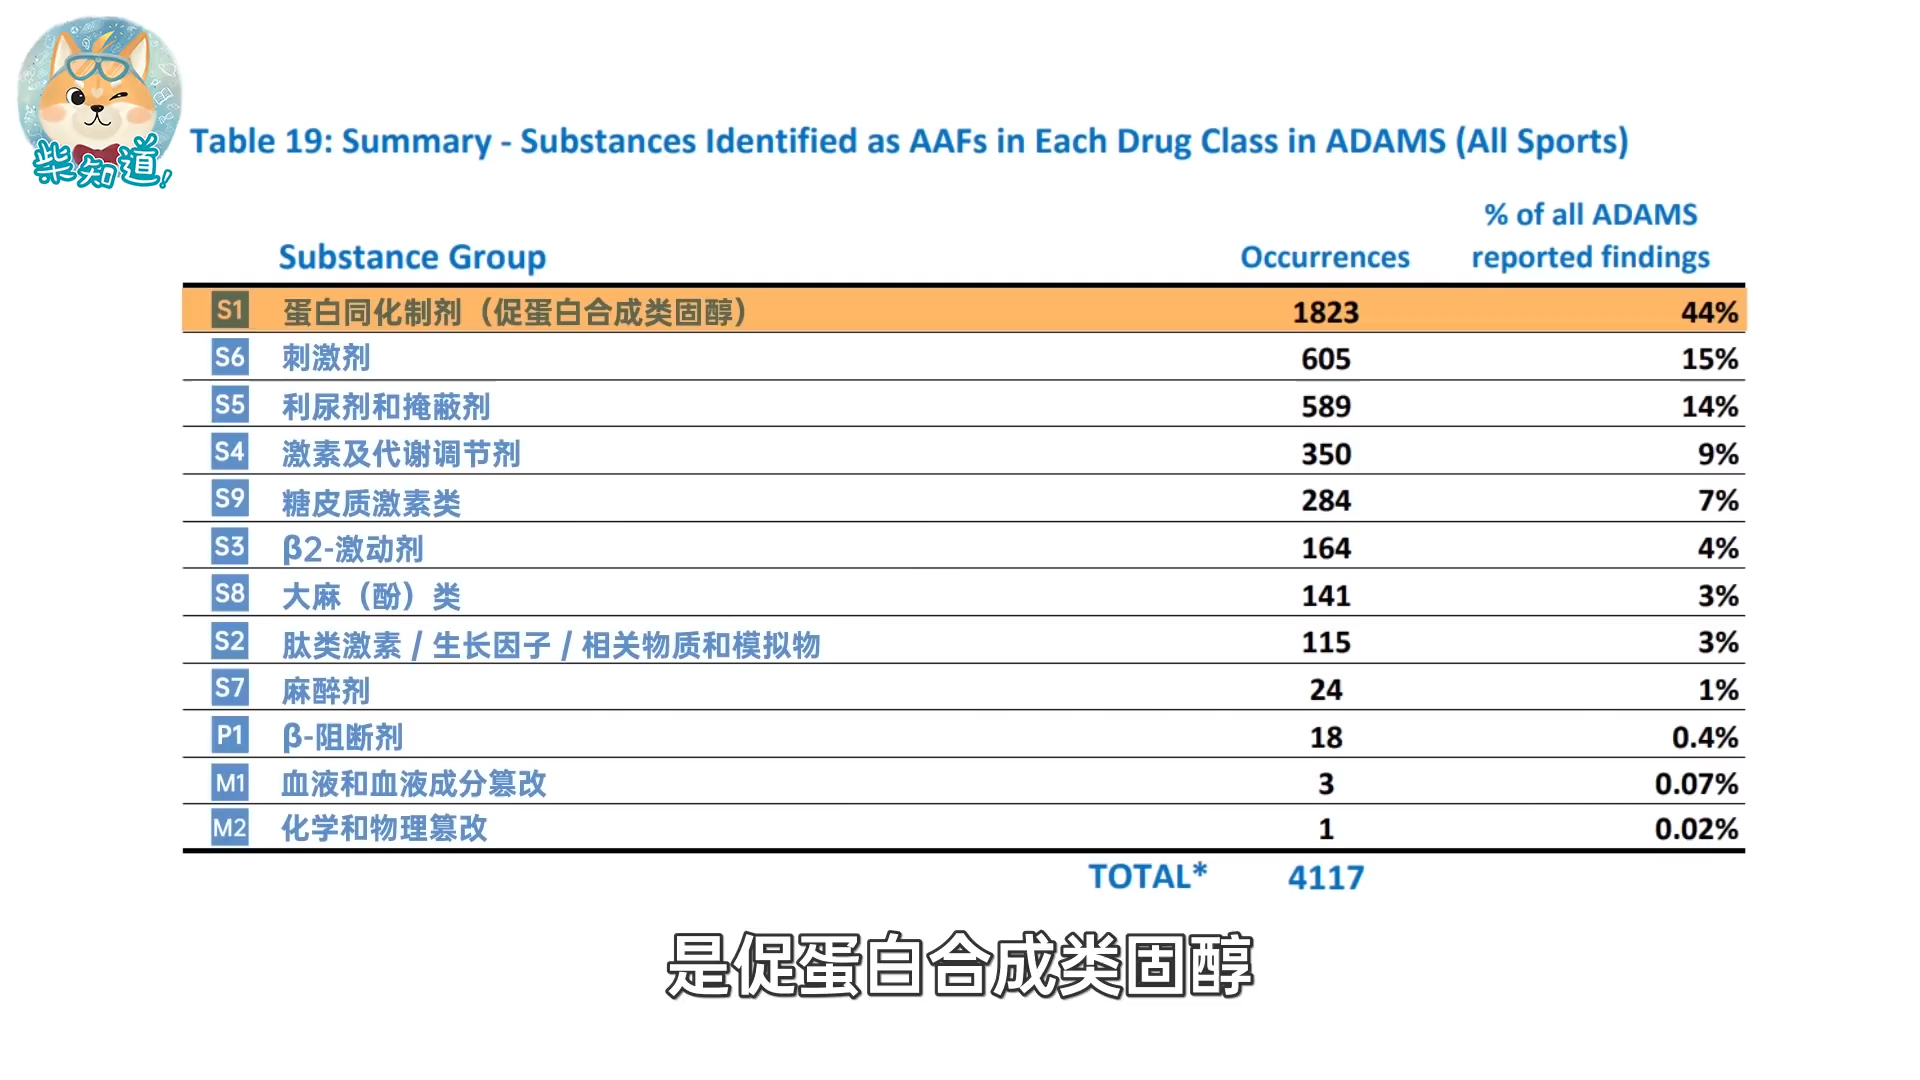 柴知道!
Table 19: Summary - Substances Identified as AAFs in Each Drug Class in ADAMS (All Sports)
Substance Group Occurrences % of all ADAMS reported findings
S1 蛋白同化制剂（促蛋白合成类固醇） 1823 44%
S6 刺激剂 605 15%
S5 利尿剂和掩蔽剂 589 14%
S4 激素及代谢调节剂 350 9%
S9 糖皮质激素类 284 7%
S3 β2-激动剂 164 4%
S8 大麻（酚）类 141 3%
S2 肽类激素 / 生长因子 / 相关物质和模拟物 115 3%
S7 麻醉剂 24 1%
P1 β-阻断剂 18 0.4%
M1 血液和血液成分篡改 3 0.07%
M2 化学和物理篡改 1 0.02%
TOTAL* 4117
是促蛋白合成类固醇